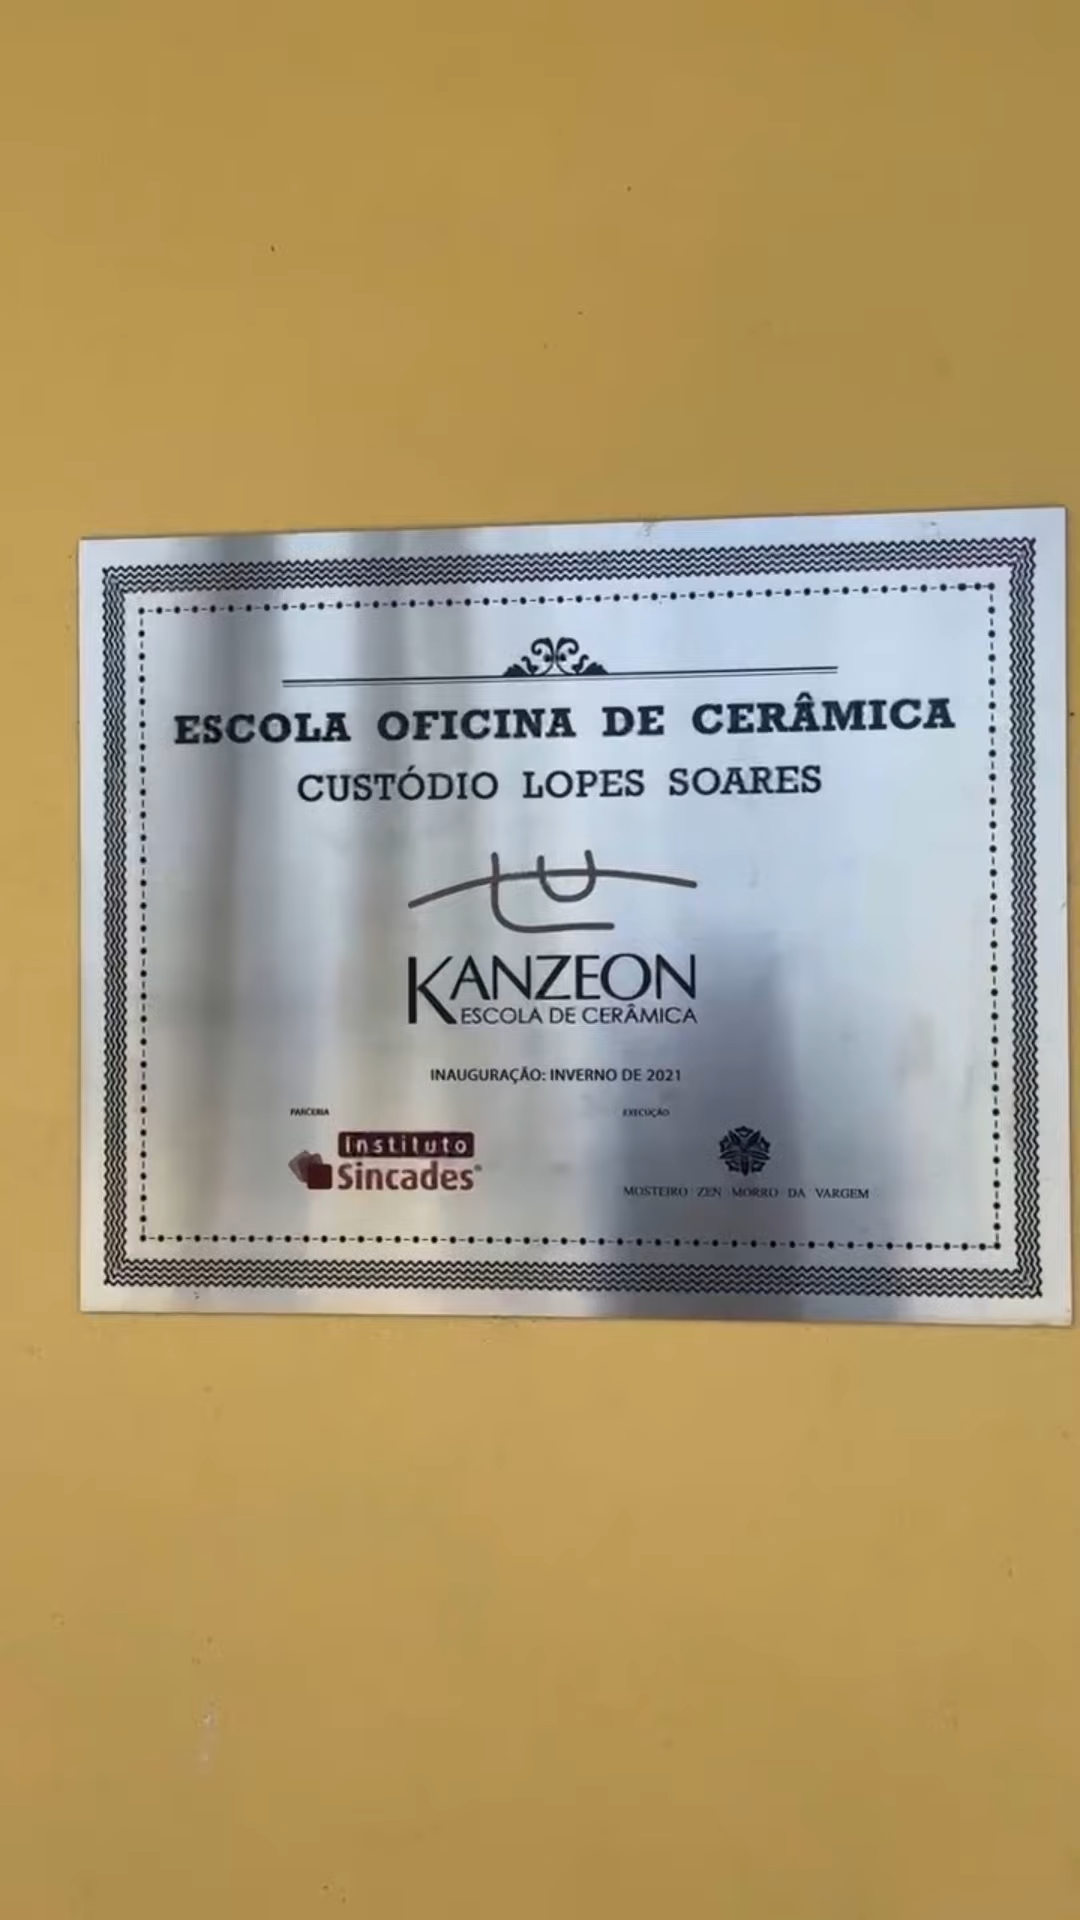 ESCOLA OFICINA DE CERÂMICA
CUSTÓDIO LOPES SOARES
KANZEON
ESCOLA DE CERÂMICA
INAUGURAÇÃO: INVERNO DE 2021
PARCERIA
EXECUÇÃO
Instituto
Sincades
MOSTEIRO ZEN MORRO DA VARGEM